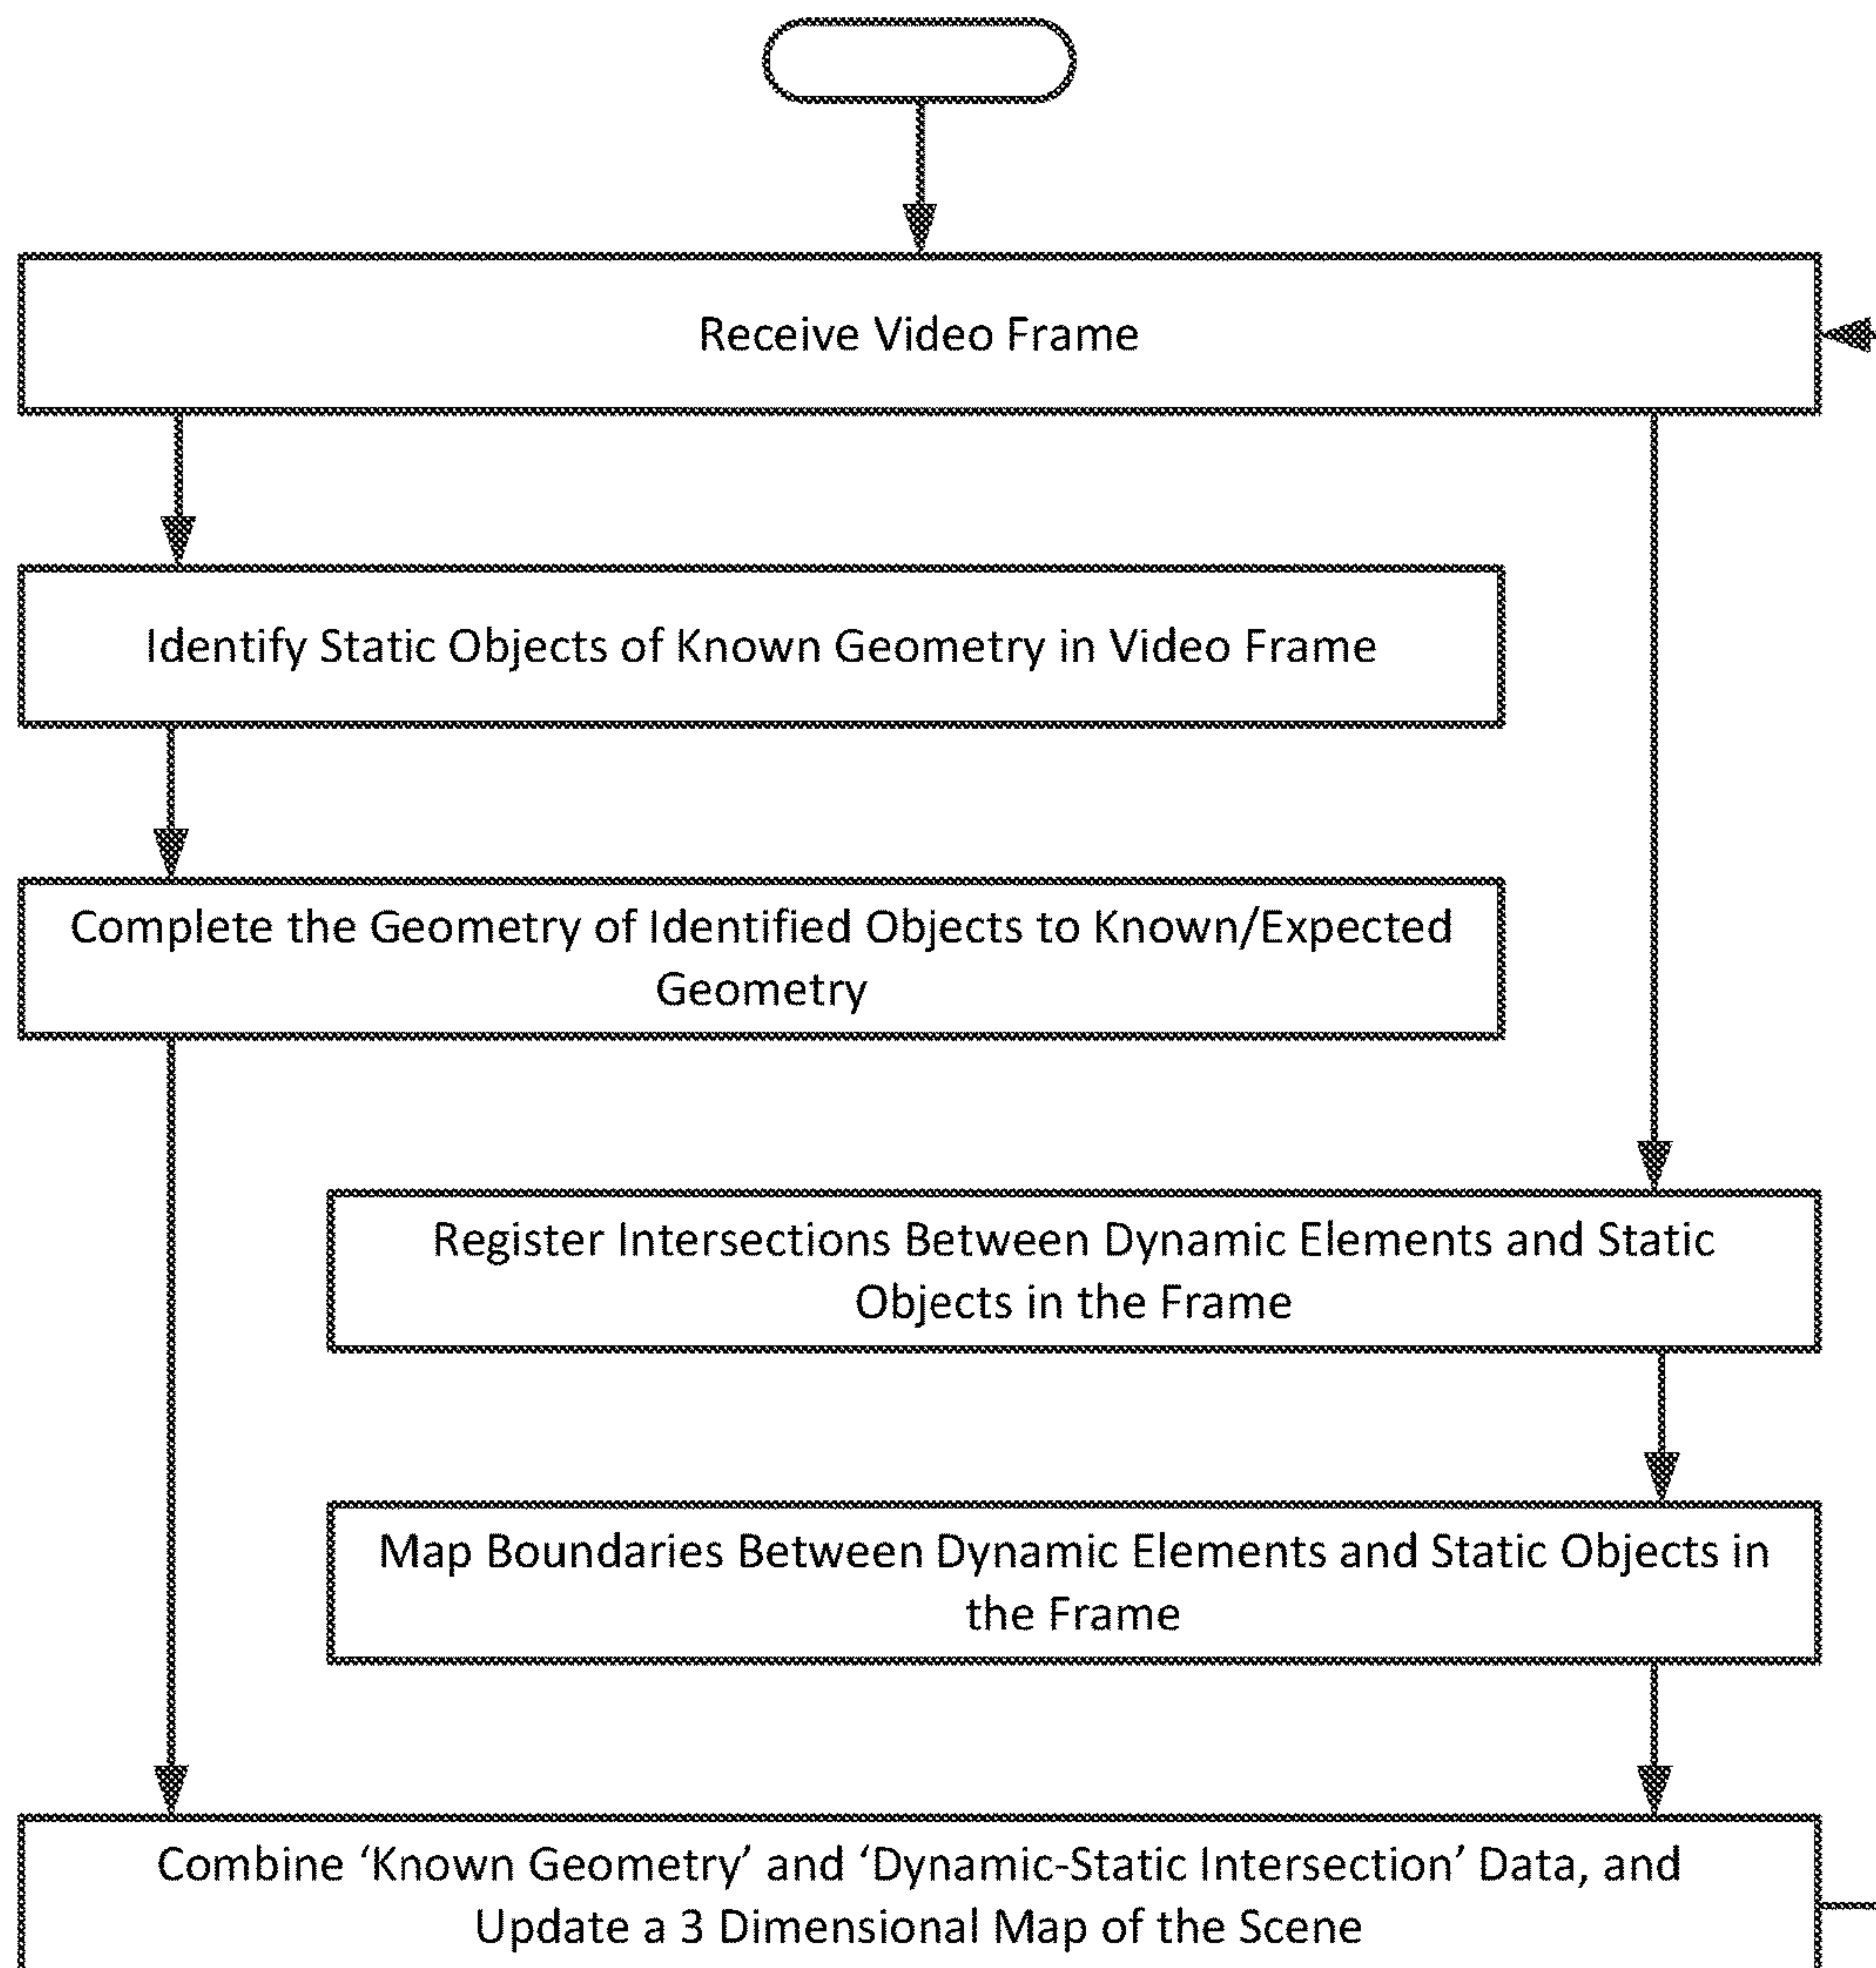 Receive Video Frame
Identify Static Objects of Known Geometry in Video Frame
Complete the Geometry of Identified Objects to Known/Expected
Geometry
Register Intersections Between Dynamic Elements and Static
Objects in the Frame
Map Boundaries Between Dynamic Elements and Static Objects in
the Frame
Combine ‘Known Geometry’ and ‘Dynamic-Static Intersection’ Data, and
Update a 3 Dimensional Map of the Scene